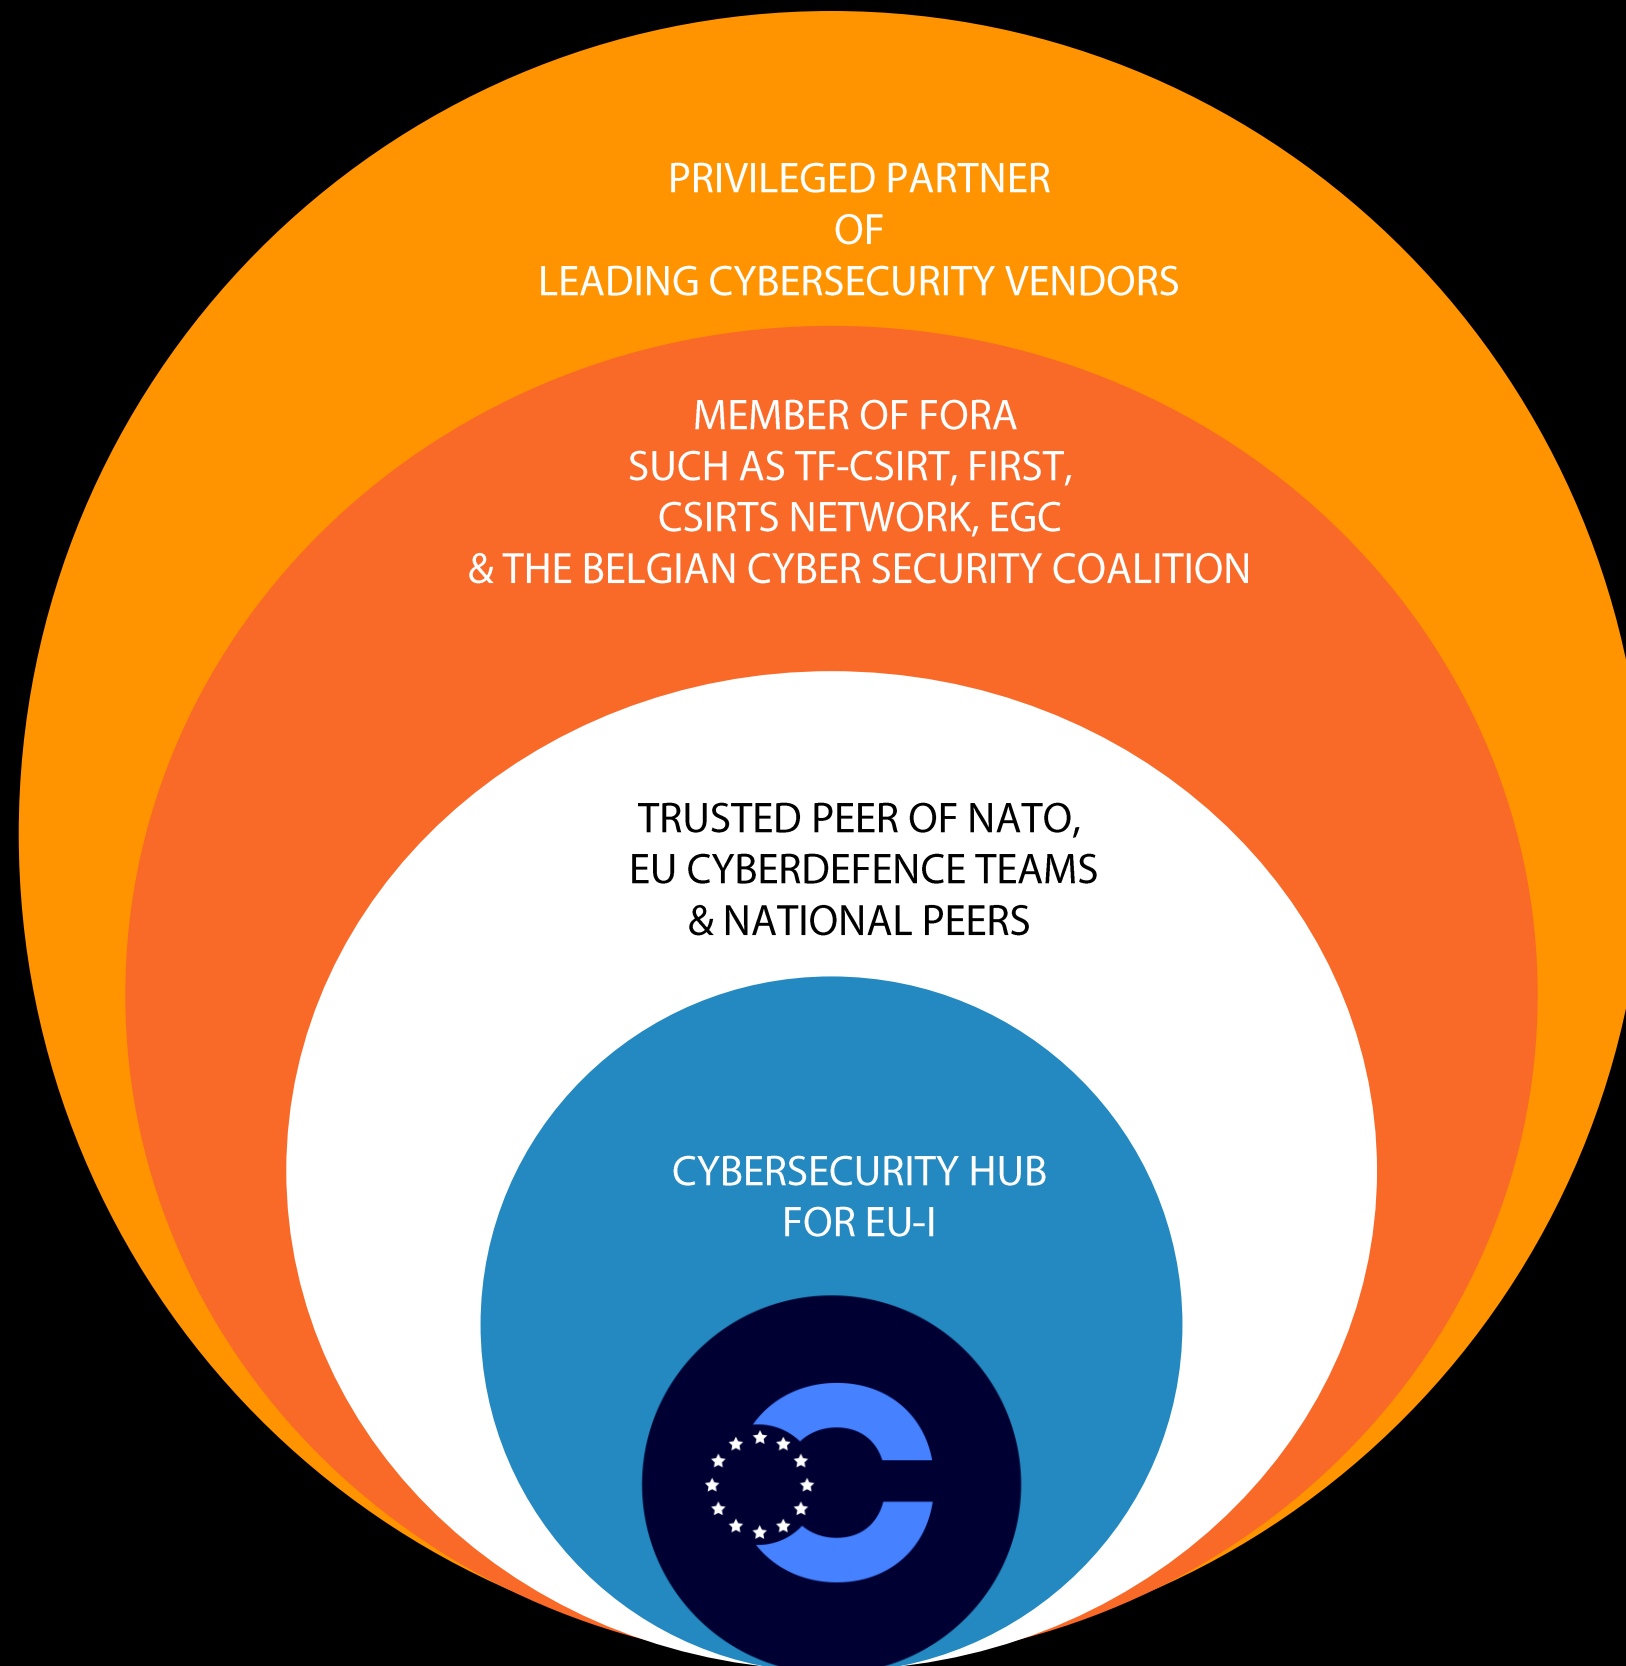 PRIVILEGED PARTNER
OF
LEADING CYBERSECURITY VENDORS
MEMBER OF FORA
SUCH AS TF-CSIRT, FIRST,
CSIRTS NETWORK, EGC
& THE BELGIAN CYBER SECURITY COALITION
TRUSTED PEER OF NATO,
EU CYBERDEFENCE TEAMS
& NATIONAL PEERS
CYBERSECURITY HUB
FOR EU-I